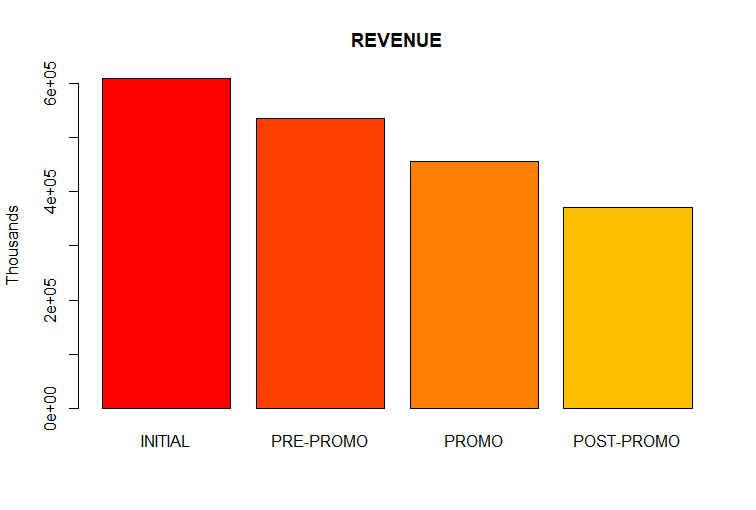 REVENUE
Thousands
6e+05
4e+05
2e+05
0e+00
INITIAL PRE-PROMO PROMO POST-PROMO